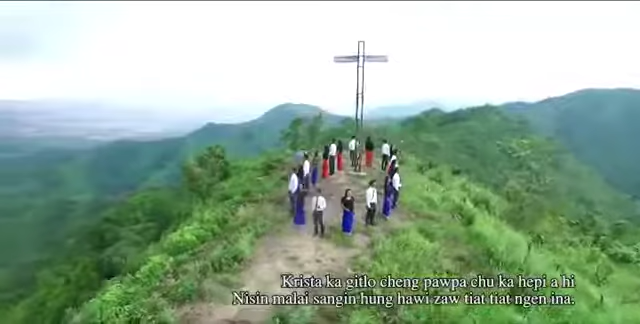 Krista ka gitlo cheng pawpa chu ka hepi a hi
Nisin malai sangin hung hawi zaw tiat tiat ngen ina.